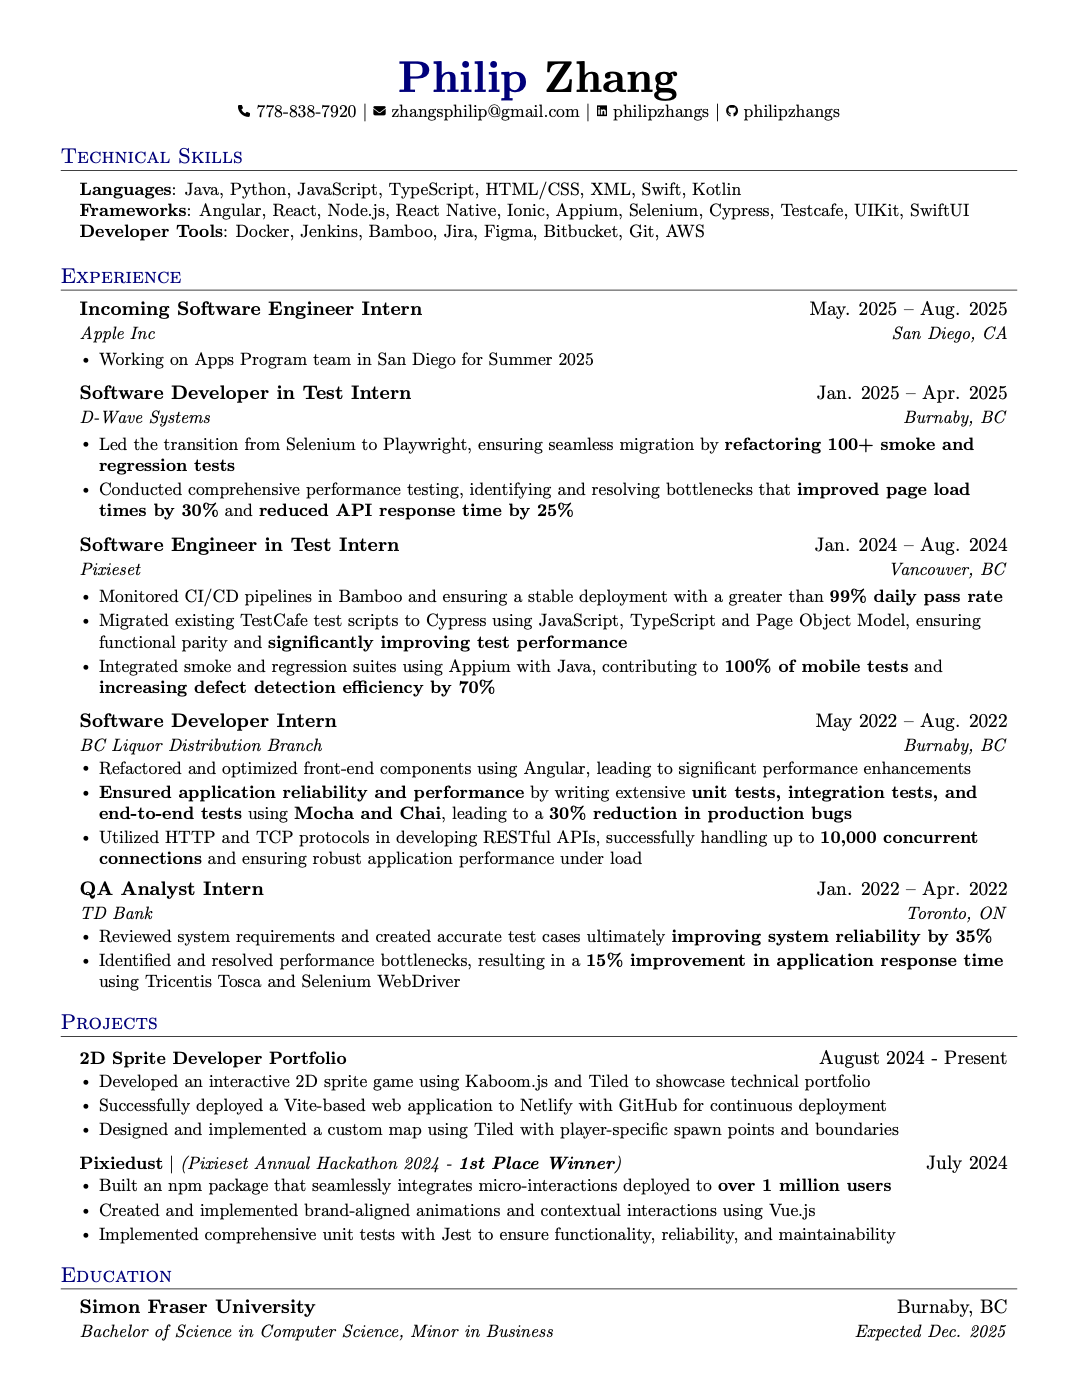 Philip Zhang
778-838-7920 | zhangsphilip@gmail.com | philipzhangs | philipzhangs
Technical Skills
Languages: Java, Python, JavaScript, TypeScript, HTML/CSS, XML, Swift, Kotlin
Frameworks: Angular, React, Node.js, React Native, Ionic, Appium, Selenium, Cypress, Testcafe, UIKit, SwiftUI
Developer Tools: Docker, Jenkins, Bamboo, Jira, Figma, Bitbucket, Git, AWS
Experience
Incoming Software Engineer Intern May. 2025 – Aug. 2025
Apple Inc San Diego, CA
• Working on Apps Program team in San Diego for Summer 2025
Software Developer in Test Intern Jan. 2025 – Apr. 2025
D-Wave Systems Burnaby, BC
• Led the transition from Selenium to Playwright, ensuring seamless migration by refactoring 100+ smoke and
regression tests
• Conducted comprehensive performance testing, identifying and resolving bottlenecks that improved page load
times by 30% and reduced API response time by 25%
Software Engineer in Test Intern Jan. 2024 – Aug. 2024
Pixieset Vancouver, BC
• Monitored CI/CD pipelines in Bamboo and ensuring a stable deployment with a greater than 99% daily pass rate
• Migrated existing TestCafe test scripts to Cypress using JavaScript, TypeScript and Page Object Model, ensuring
functional parity and significantly improving test performance
• Integrated smoke and regression suites using Appium with Java, contributing to 100% of mobile tests and
increasing defect detection efficiency by 70%
Software Developer Intern May 2022 – Aug. 2022
BC Liquor Distribution Branch Burnaby, BC
• Refactored and optimized front-end components using Angular, leading to significant performance enhancements
• Ensured application reliability and performance by writing extensive unit tests, integration tests, and
end-to-end tests using Mocha and Chai, leading to a 30% reduction in production bugs
• Utilized HTTP and TCP protocols in developing RESTful APIs, successfully handling up to 10,000 concurrent
connections and ensuring robust application performance under load
QA Analyst Intern Jan. 2022 – Apr. 2022
TD Bank Toronto, ON
• Reviewed system requirements and created accurate test cases ultimately improving system reliability by 35%
• Identified and resolved performance bottlenecks, resulting in a 15% improvement in application response time
using Tricentis Tosca and Selenium WebDriver
Projects
2D Sprite Developer Portfolio August 2024 - Present
• Developed an interactive 2D sprite game using Kaboom.js and Tiled to showcase technical portfolio
• Successfully deployed a Vite-based web application to Netlify with GitHub for continuous deployment
• Designed and implemented a custom map using Tiled with player-specific spawn points and boundaries
Pixiedust | (Pixieset Annual Hackathon 2024 - 1st Place Winner) July 2024
• Built an npm package that seamlessly integrates micro-interactions deployed to over 1 million users
• Created and implemented brand-aligned animations and contextual interactions using Vue.js
• Implemented comprehensive unit tests with Jest to ensure functionality, reliability, and maintainability
Education
Simon Fraser University Burnaby, BC
Bachelor of Science in Computer Science, Minor in Business Expected Dec. 2025